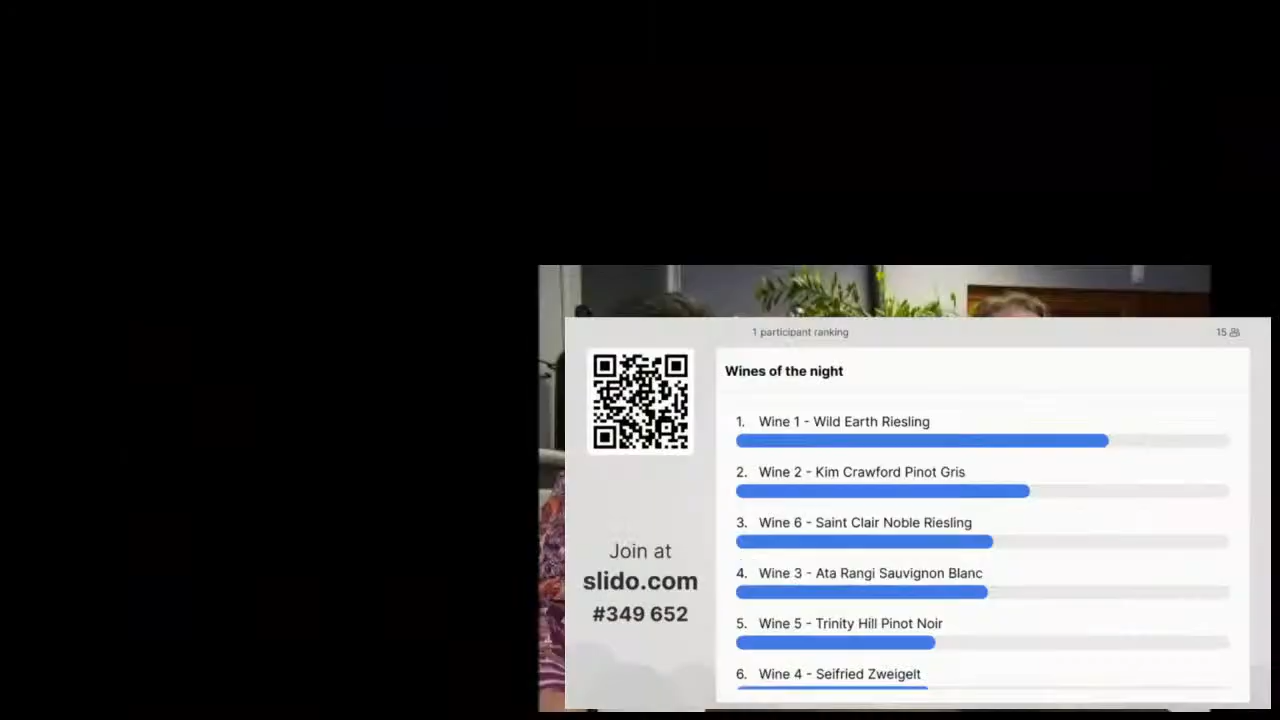 1 participant ranking
15
Wines of the night
1. Wine 1 - Wild Earth Riesling
2. Wine 2 - Kim Crawford Pinot Gris
3. Wine 6 - Saint Clair Noble Riesling
4. Wine 3 - Ata Rangi Sauvignon Blanc
5. Wine 5 - Trinity Hill Pinot Noir
6. Wine 4 - Seifried Zweigelt
Join at
slido.com
#349 652